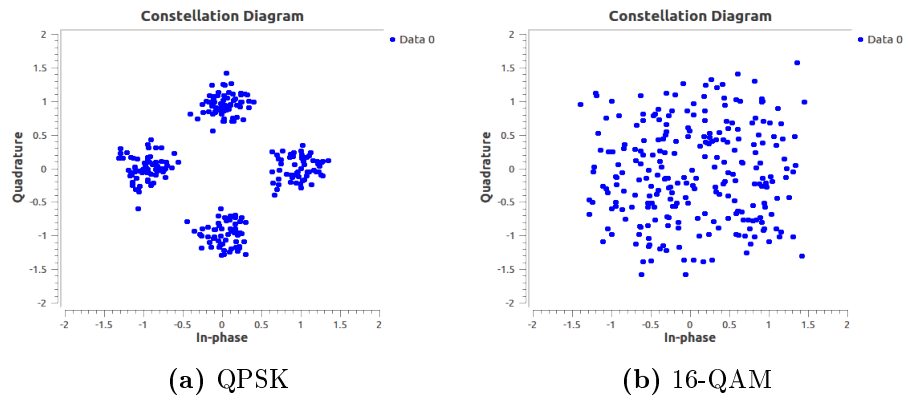 Constellation Diagram
2
1.5
1
0.5
0
-0.5
-1
-1.5
-2
Quadrature
-2 -1.5 -1 -0.5 0 0.5 1 1.5 2
In-phase
Data 0
(a) QPSK
Constellation Diagram
2
1.5
1
0.5
0
-0.5
-1
-1.5
-2
Quadrature
-2 -1.5 -1 -0.5 0 0.5 1 1.5 2
In-phase
Data 0
(b) 16-QAM